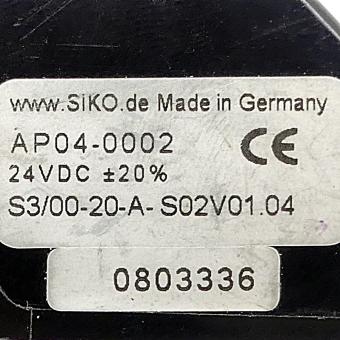 www.SIKO.de Made in Germany
AP04-0002
CE
24VDC ±20%
S3/00-20-A- S02V01.04
0803336